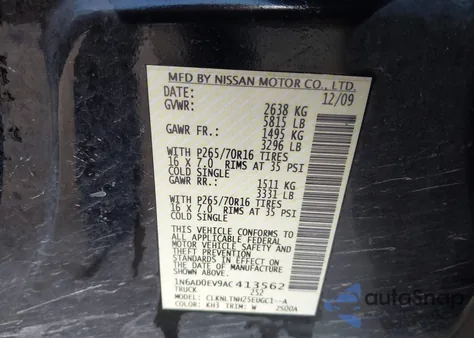 MFD BY NISSAN MOTOR CO., LTD.
DATE: 12/09
GVWR: 2638 KG
5815 LB
GAWR FR.: 1495 KG
3296 LB
WITH P265/70R16 TIRES
16 X 7.0 RIMS AT 35 PSI
COLD SINGLE
GAWR RR.: 1511 KG
3331 LB
WITH P265/70R16 TIRES
16 X 7.0 RIMS AT 35 PSI
COLD SINGLE
THIS VEHICLE CONFORMS TO
ALL APPLICABLE FEDERAL
MOTOR VEHICLE SAFETY AND
THEFT PREVENTION STANDARDS
IN EFFECT ON THE DATE OF
MANUFACTURE SHOWN ABOVE.
1N6AD0EV9AC413562
TRUCK 252
MODEL: CLKNLTNH25EUGC1--A
COLOR: KH3 TRIM: W 2S00A
autoSnap